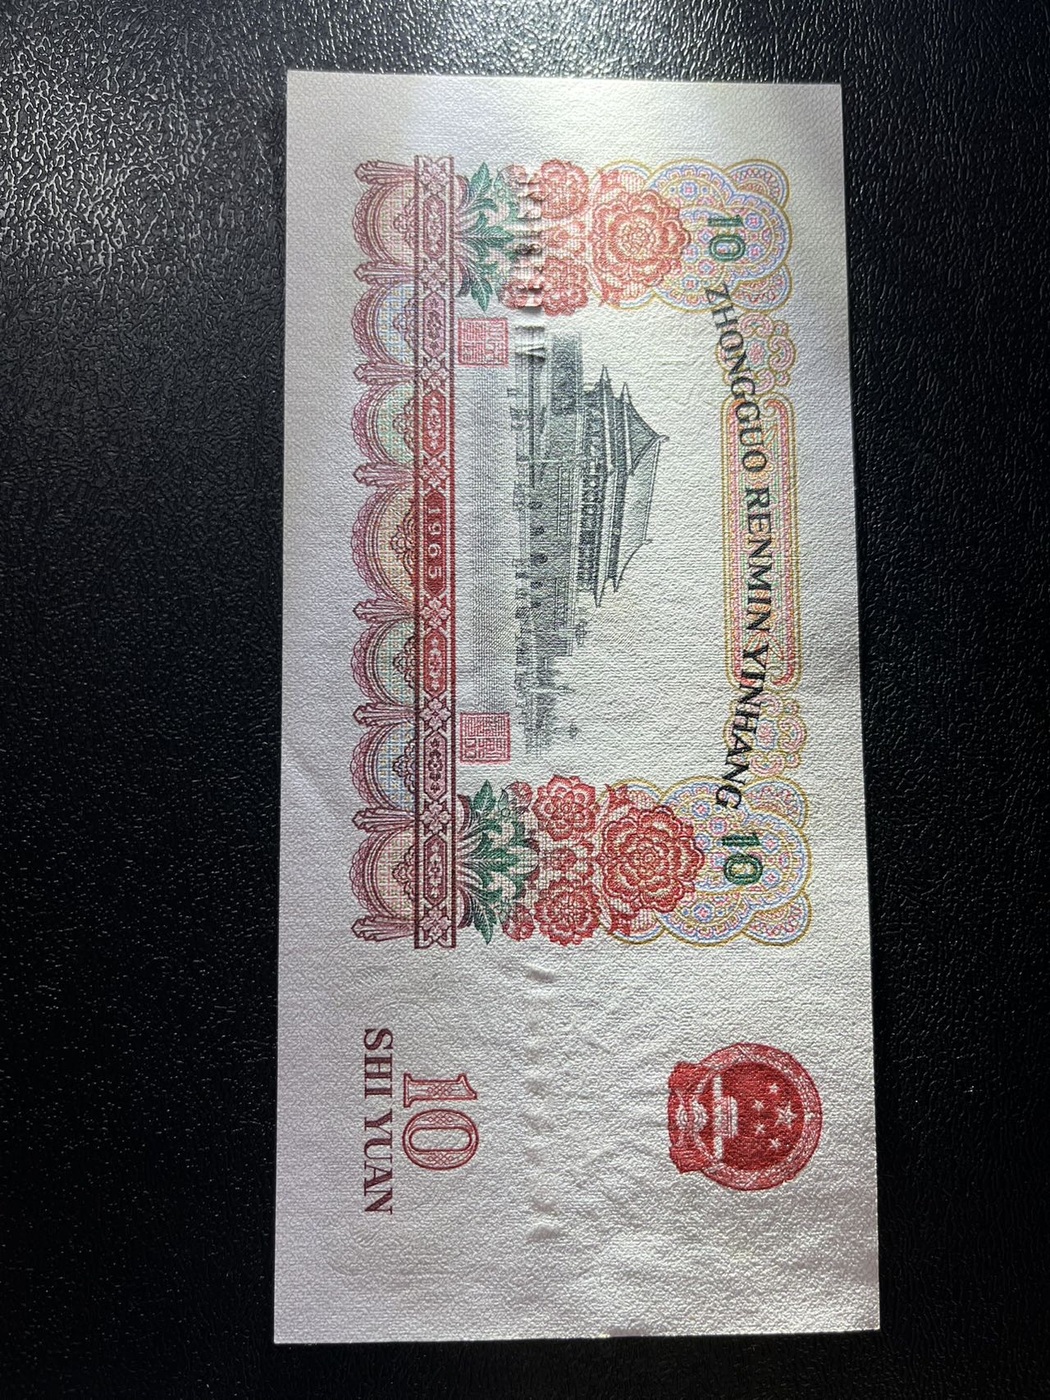 10 ZHONGGUO RENMIN YINHANG 10
1965
10
SHI YUAN